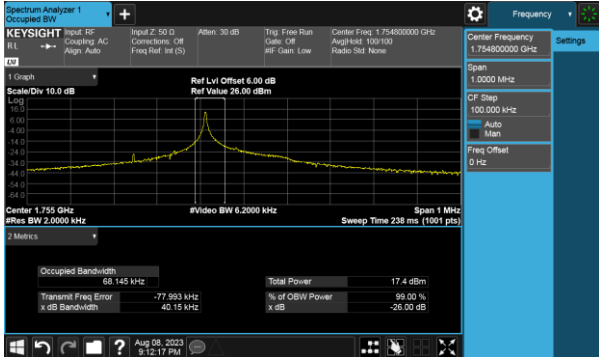 Spectrum Analyzer 1
Occupied BW
+
Frequency
KEYSIGHT
RL
Input: RF
Coupling: AC
Align: Auto
Input Z: 50 Ω
Corrections: Off
Freq Ref: Int (S)
Atten: 30 dB
Trig: Free Run
Gate: Off
#IF Gain: Low
Center Freq: 1.754800000 GHz
Avg|Hold: 100/100
Radio Std: None
1 Graph
Scale/Div 10.0 dB
Ref Lvl Offset 6.00 dB
Ref Value 26.00 dBm
Log
16.0
6.00
-4.00
-14.0
-24.0
-34.0
-44.0
-54.0
-64.0
Center 1.755 GHz
#Res BW 2.0000 kHz
#Video BW 6.2000 kHz
Span 1 MHz
Sweep Time 238 ms (1001 pts)
2 Metrics
Occupied Bandwidth
68.145 kHz
Total Power 17.4 dBm
Transmit Freq Error -77.993 kHz
% of OBW Power 99.00 %
x dB Bandwidth 40.15 kHz
x dB -26.00 dB
Aug 08, 2023
9:12:17 PM
?
Center Frequency
1.754800000 GHz
Settings
Span
1.0000 MHz
CF Step
100.000 kHz
Auto
Man
Freq Offset
0 Hz